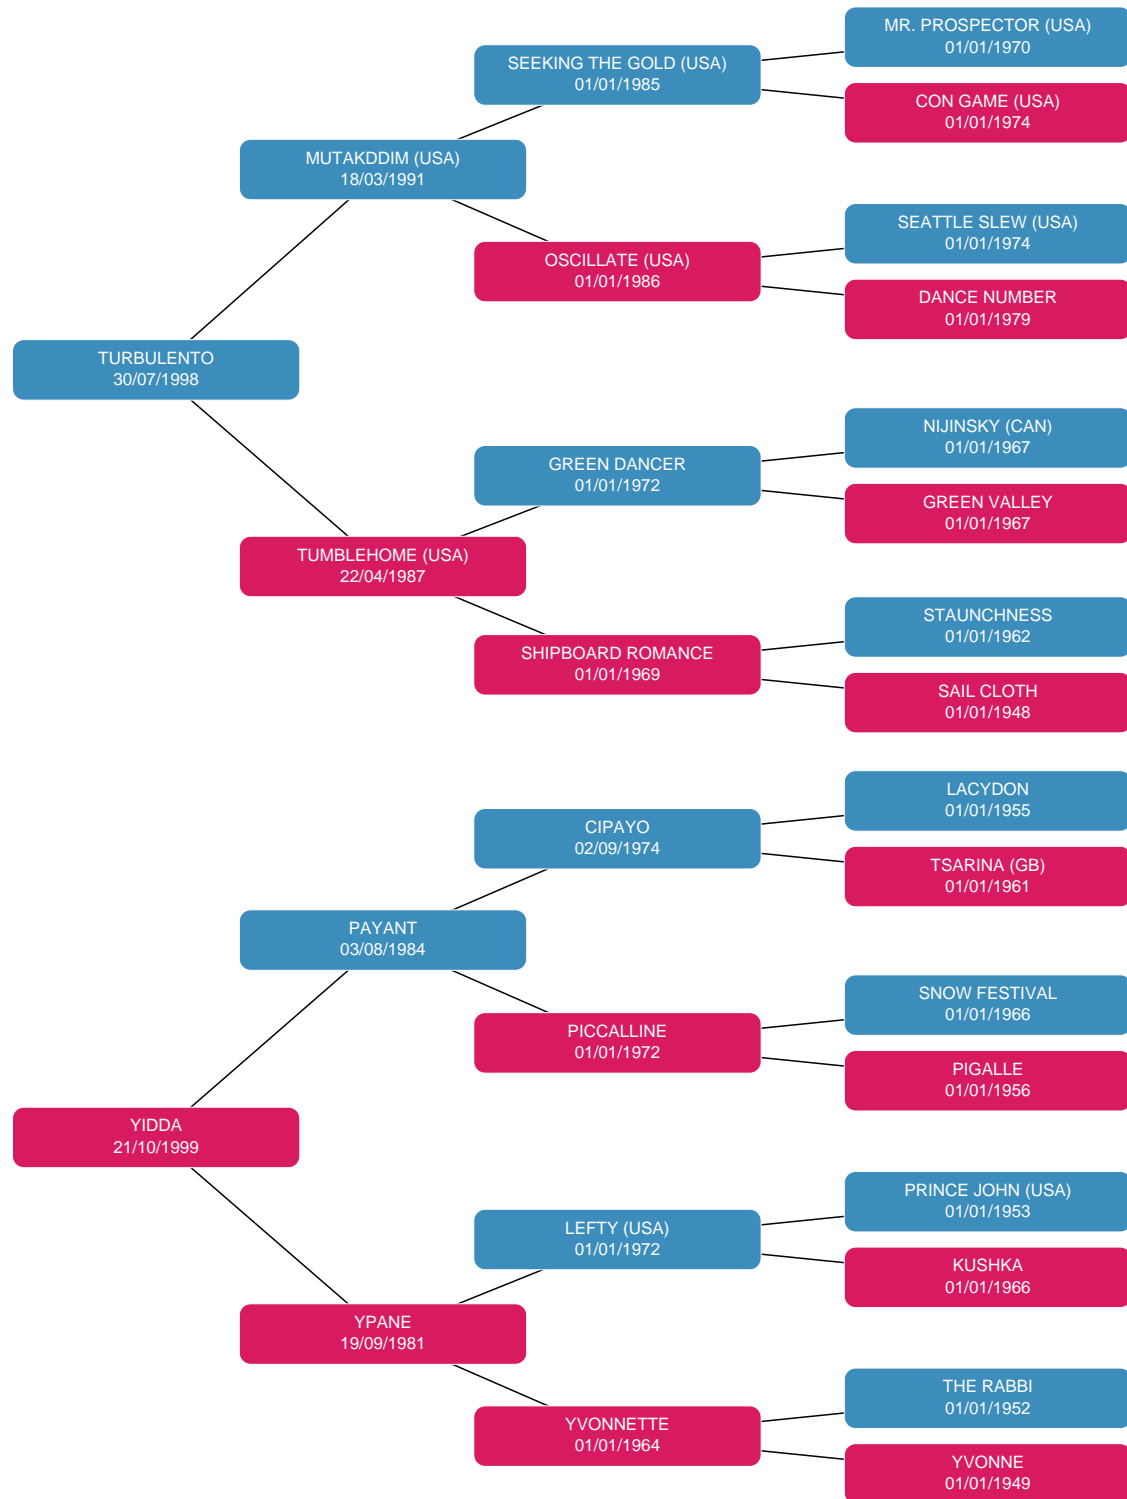 MR. PROSPECTOR (USA)
01/01/1970
SEEKING THE GOLD (USA)
01/01/1985
CON GAME (USA)
01/01/1974
MUTAKDDIM (USA)
18/03/1991
SEATTLE SLEW (USA)
01/01/1974
OSCILLATE (USA)
01/01/1986
DANCE NUMBER
01/01/1979
TURBULENTO
30/07/1998
NIJINSKY (CAN)
01/01/1967
GREEN DANCER
01/01/1972
GREEN VALLEY
01/01/1967
TUMBLEHOME (USA)
22/04/1987
STAUNCHNESS
01/01/1962
SHIPBOARD ROMANCE
01/01/1969
SAIL CLOTH
01/01/1948
LACYDON
01/01/1955
CIPAYO
02/09/1974
TSARINA (GB)
01/01/1961
PAYANT
03/08/1984
SNOW FESTIVAL
01/01/1966
PICCALLINE
01/01/1972
PIGALLE
01/01/1956
YIDDA
21/10/1999
PRINCE JOHN (USA)
01/01/1953
LEFTY (USA)
01/01/1972
KUSHKA
01/01/1966
YPANE
19/09/1981
THE RABBI
01/01/1952
YVONNETTE
01/01/1964
YVONNE
01/01/1949